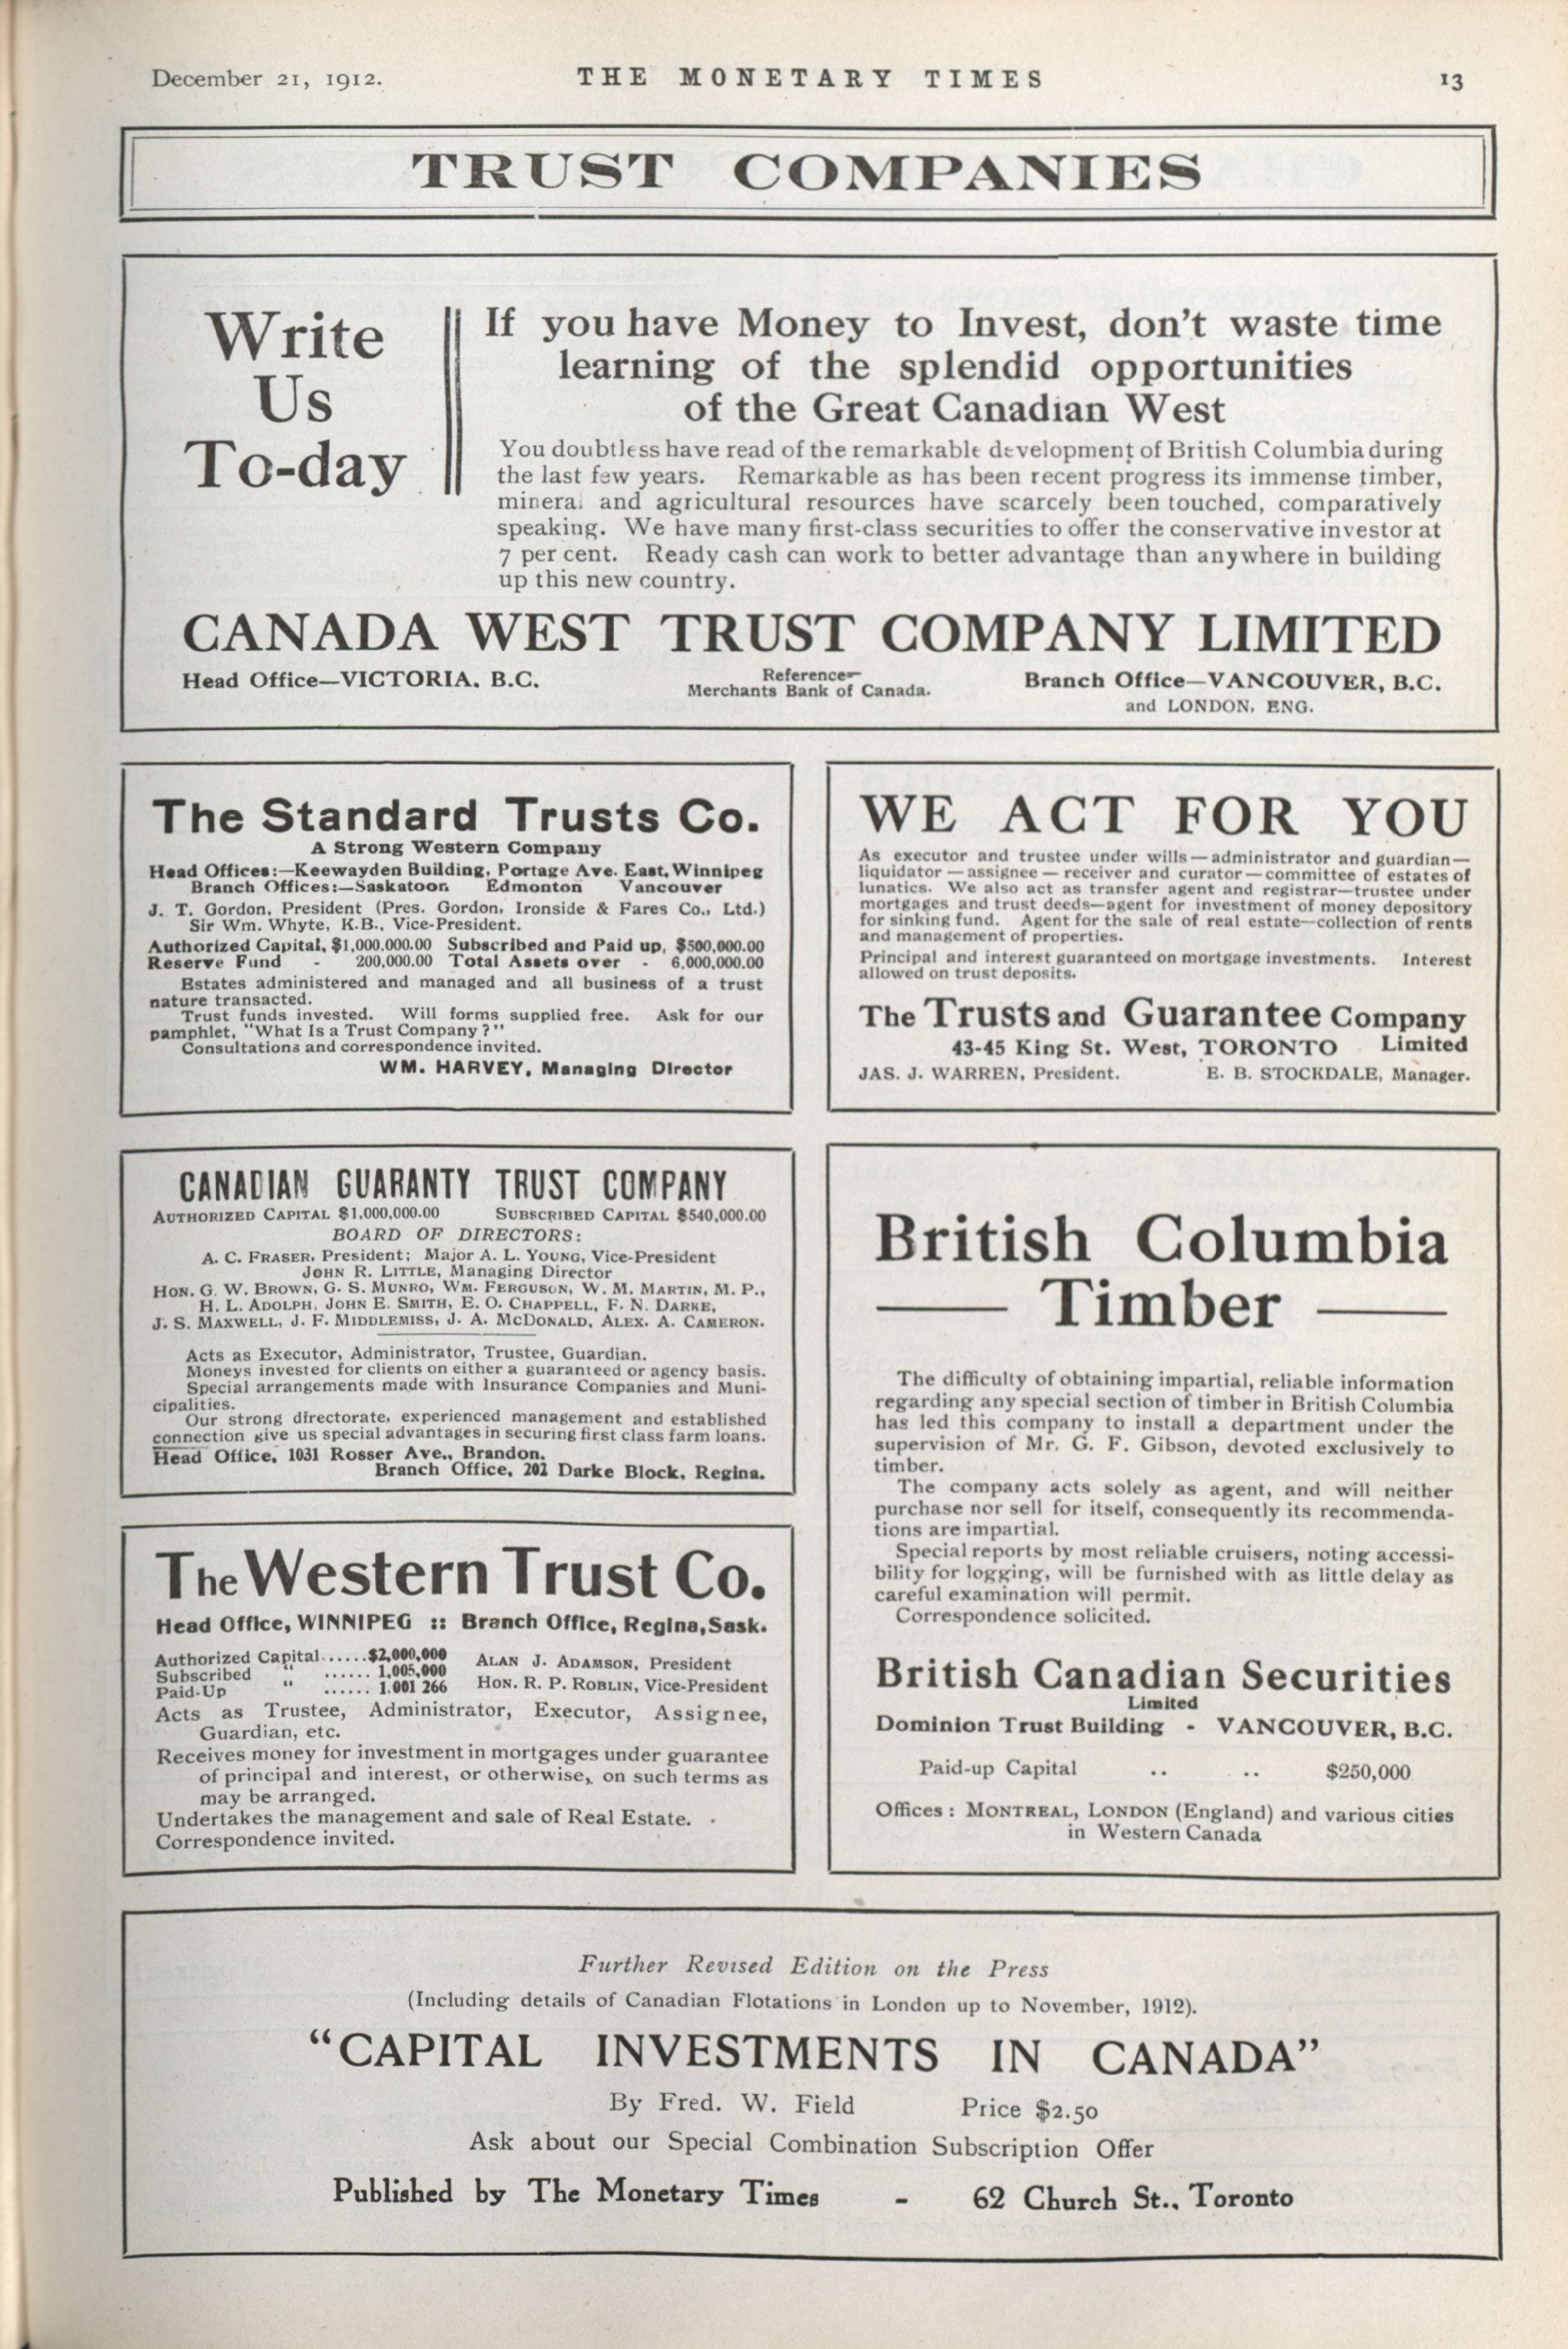 December 21, 1912.
THE MONETARY TIMES
13
TRUST COMPANIES
Write
Us
To-day
If you have Money to Invest, don't waste time
learning of the splendid opportunities
of the Great Canadian West
You doubtless have read of the remarkable development of British Columbia during
the last few years. Remarkable as has been recent progress its immense timber,
mineral and agricultural resources have scarcely been touched, comparatively
speaking. We have many first-class securities to offer the conservative investor at
7 per cent. Ready cash can work to better advantage than anywhere in building
up this new country.
CANADA WEST TRUST COMPANY LIMITED
Head Office—VICTORIA. B.C.
Reference—
Merchants Bank of Canada.
Branch Office—VANCOUVER, B.C.
and LONDON, ENG.
The Standard Trusts Co.
A Strong Western Company
Head Offices:—Keewayden Building, Portage Ave. East, Winnipeg
Branch Offices:—Saskatoon Edmonton Vancouver
J. T. Gordon, President (Pres. Gordon, Ironside & Fares Co., Ltd.)
Sir Wm. Whyte, K.B., Vice-President.
Authorized Capital, $1,000.000.00 Subscribed and Paid up, $500,000.00
Reserve Fund - 200,000.00 Total Assets over - 6,000,000.00
Estates administered and managed and all business of a trust
nature transacted.
Trust funds invested. Will forms supplied free. Ask for our
pamphlet, "What Is a Trust Company?"
Consultations and correspondence invited.
WM. HARVEY, Managing Director
WE ACT FOR YOU
As executor and trustee under wills—administrator and guardian—
liquidator—assignee—receiver and curator—committee of estates of
lunatics. We also act as transfer agent and registrar—trustee under
mortgages and trust deeds—agent for investment of money depository
for sinking fund. Agent for the sale of real estate—collection of rents
and management of properties.
Principal and interest guaranteed on mortgage investments. Interest
allowed on trust deposits.
The Trusts and Guarantee Company
43-45 King St. West, TORONTO Limited
JAS. J. WARREN, President. E. B. STOCKDALE, Manager.
CANADIAN GUARANTY TRUST COMPANY
AUTHORIZED CAPITAL $1,000,000.00 SUBSCRIBED CAPITAL $540,000.00
BOARD OF DIRECTORS:
A. C. FRASER, President; Major A. L. YOUNG, Vice-President
JOHN R. LITTLE, Managing Director
HON. G. W. BROWN, G. S. MUNRO, WM. FERGUSON, W. M. MARTIN, M. P.,
H. L. ADOLPH, JOHN E. SMITH, E. O. CHAPPELL, F. N. DARKE,
J. S. MAXWELL, J. F. MIDDLEMISS, J. A. MCDONALD, ALEX. A. CAMERON.
Acts as Executor, Administrator, Trustee, Guardian.
Moneys invested for clients on either a guaranteed or agency basis.
Special arrangements made with Insurance Companies and Muni-
cipalities.
Our strong directorate, experienced management and established
connection give us special advantages in securing first class farm loans.
Head Office, 1031 Rosser Ave., Brandon.
Branch Office, 202 Darke Block, Regina.
The Western Trust Co.
Head Office, WINNIPEG :: Branch Office, Regina, Sask.
Authorized Capital......$2,000,000
Subscribed " ...... 1,005,000
Paid-Up " ...... 1.001 266
ALAN J. ADAMSON, President
HON. R. P. ROBLIN, Vice-President
Acts as Trustee, Administrator, Executor, Assignee,
Guardian, etc.
Receives money for investment in mortgages under guarantee
of principal and interest, or otherwise, on such terms as
may be arranged.
Undertakes the management and sale of Real Estate.
Correspondence invited.
British Columbia
Timber
The difficulty of obtaining impartial, reliable information
regarding any special section of timber in British Columbia
has led this company to install a department under the
supervision of Mr. G. F. Gibson, devoted exclusively to
timber.
The company acts solely as agent, and will neither
purchase nor sell for itself, consequently its recommenda-
tions are impartial.
Special reports by most reliable cruisers, noting accessi-
bility for logging, will be furnished with as little delay as
careful examination will permit.
Correspondence solicited.
British Canadian Securities
Limited
Dominion Trust Building - VANCOUVER, B.C.
Paid-up Capital .. .. $250,000
Offices: MONTREAL, LONDON (England) and various cities
in Western Canada
Further Revised Edition on the Press
(Including details of Canadian Flotations in London up to November, 1912).
"CAPITAL INVESTMENTS IN CANADA"
By Fred. W. Field Price $2.50
Ask about our Special Combination Subscription Offer
Published by The Monetary Times - 62 Church St., Toronto